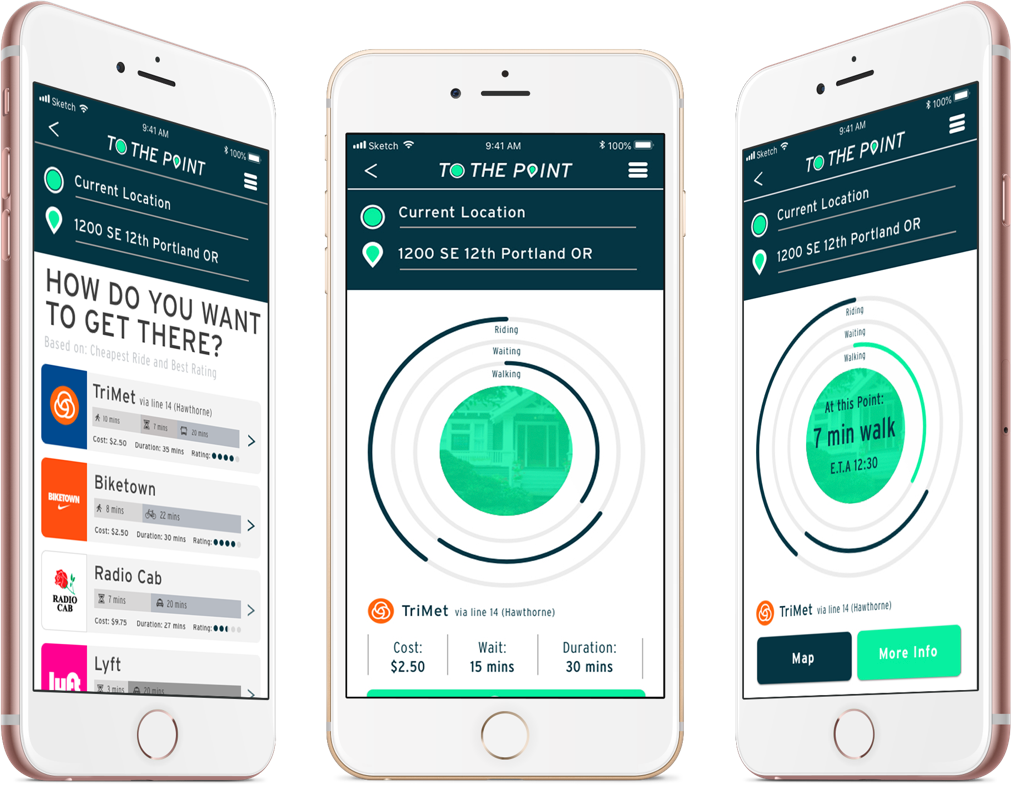 Sketch
9:41 AM
100%
TO THE POINT
Current Location
1200 SE 12th Portland OR
HOW DO YOU WANT
TO GET THERE?
Based on: Cheapest Ride and Best Rating
TriMet via line 14 (Hawthorne)
10 mins 7 mins 20 mins
Cost: $2.50 Duration: 35 mins Rating:
BIKETOWN
Biketown
8 mins 22 mins
Cost: $2.50 Duration: 30 mins Rating:
RADIO
CAB
Radio Cab
7 mins 20 mins
Cost: $9.75 Duration: 27 mins Rating:
lyft
Lyft
3 mins 20 mins
Sketch
9:41 AM
100%
TO THE POINT
Current Location
1200 SE 12th Portland OR
Riding
Waiting
Walking
TriMet via line 14 (Hawthorne)
Cost: Wait: Duration:
$2.50 15 mins 30 mins
Sketch
9:41 AM
100%
TO THE POINT
Current Location
1200 SE 12th Portland OR
Riding
Waiting
Walking
At this Point:
7 min walk
E.T.A 12:30
TriMet via line 14 (Hawthorne)
Map More Info